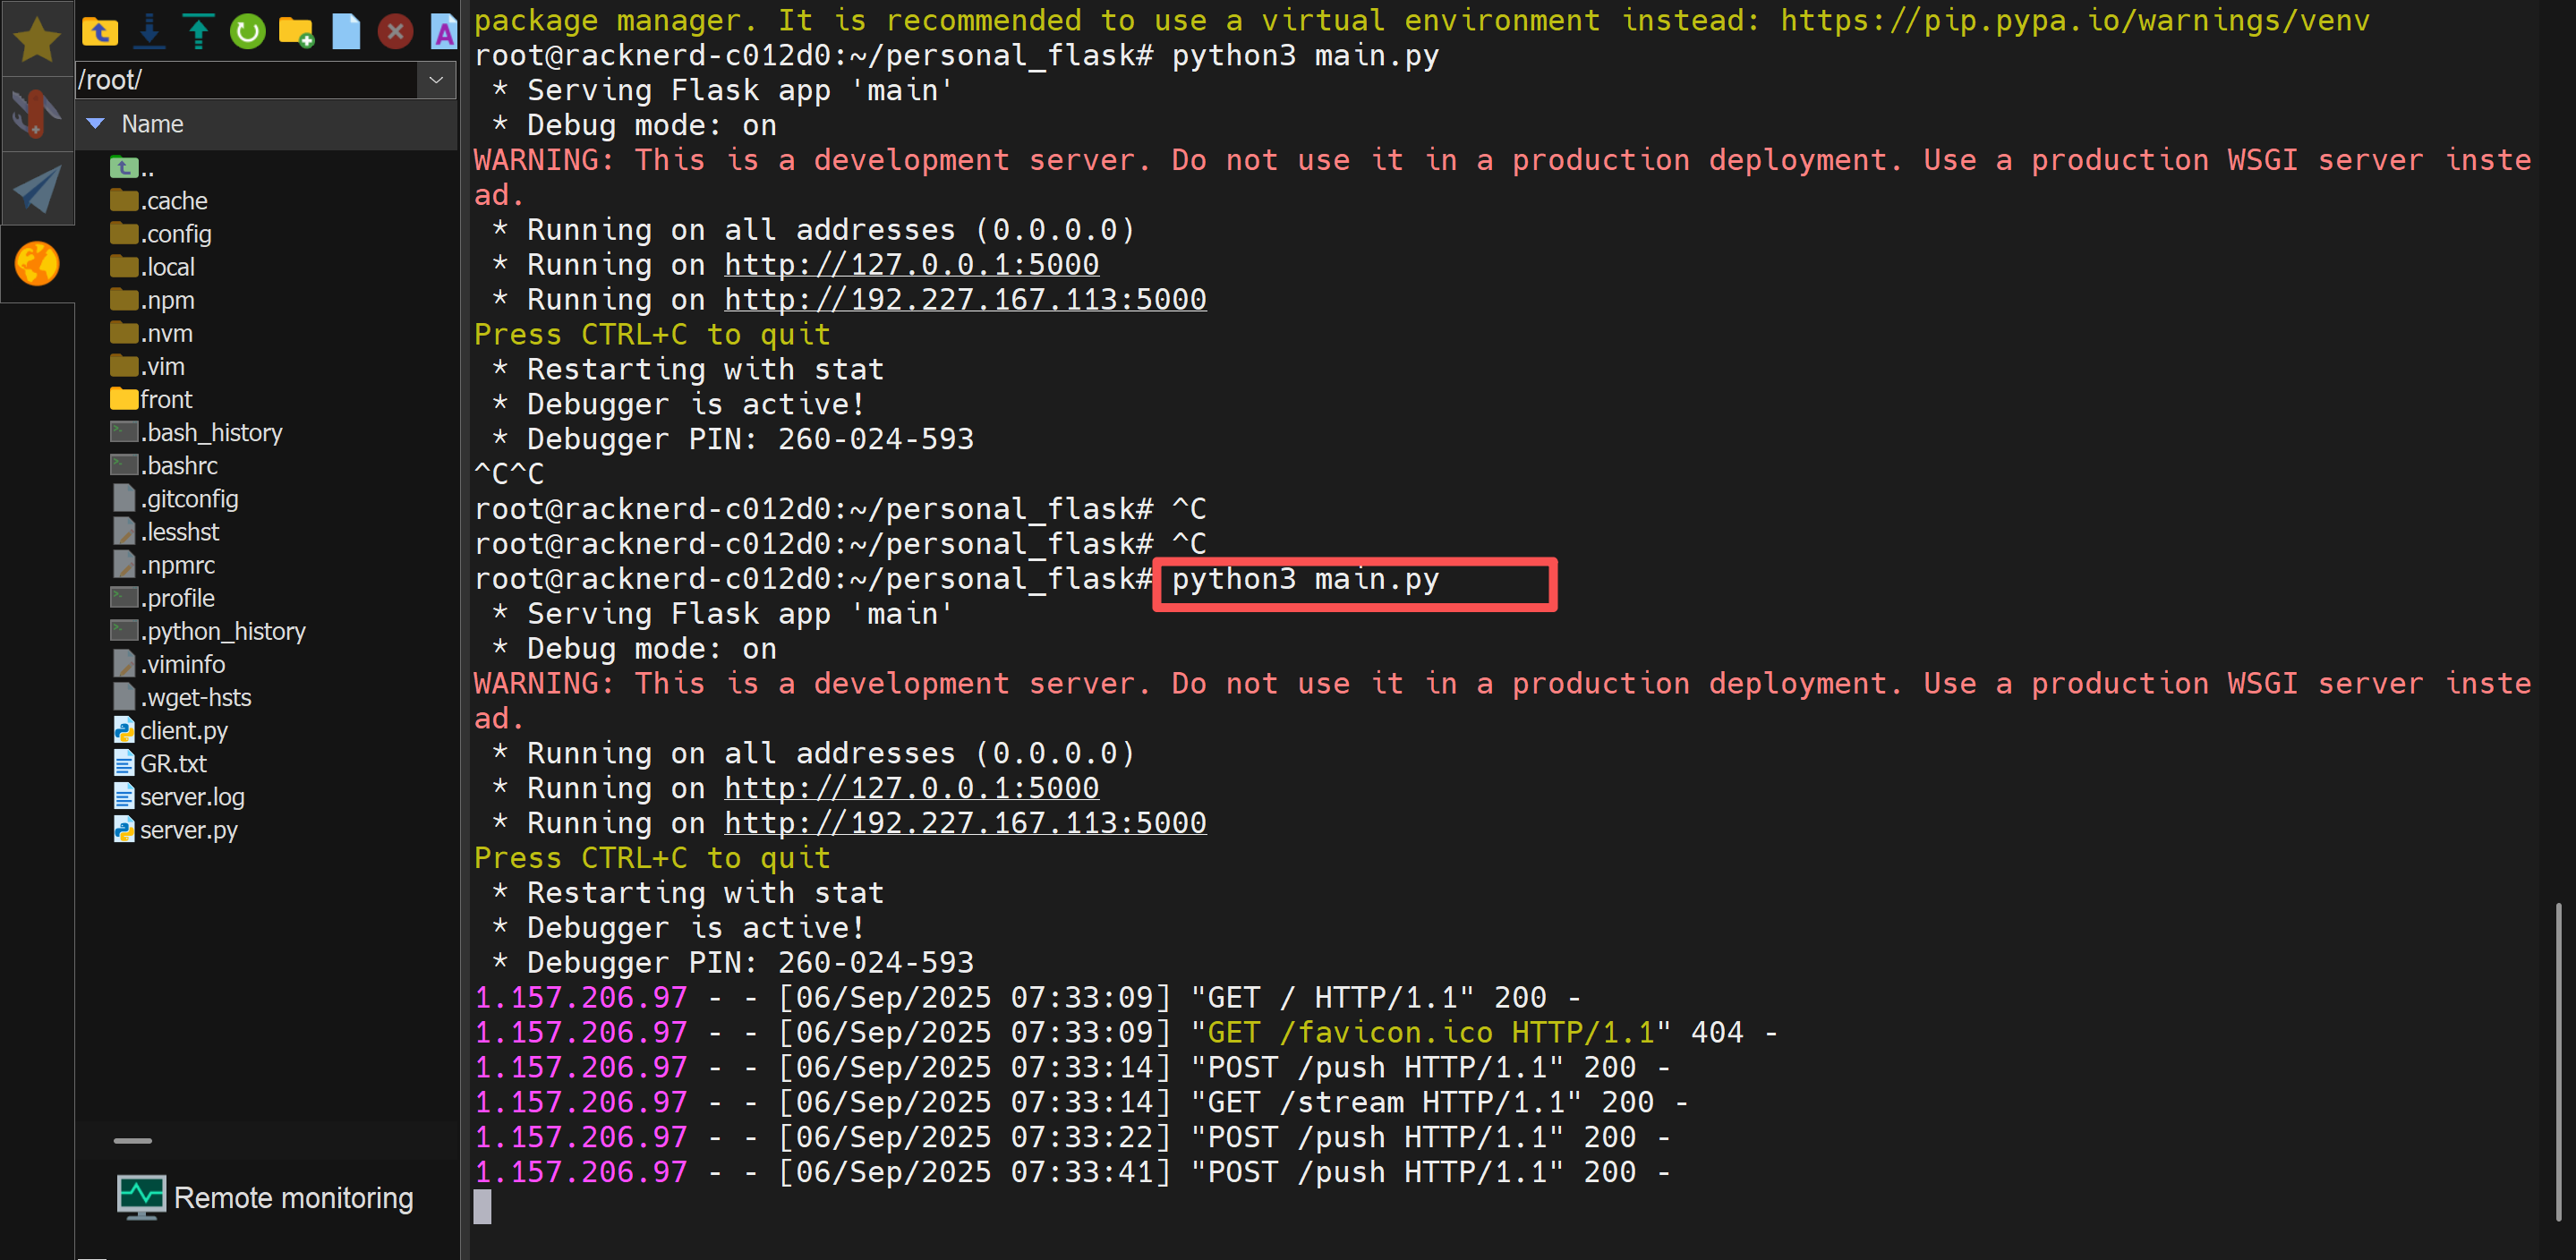 /root/
Name
..
.cache
.config
.local
.npm
.nvm
.vim
front
.bash_history
.bashrc
.gitconfig
.lesshst
.npmrc
.profile
.python_history
.viminfo
.wget-hsts
client.py
GR.txt
server.log
server.py
Remote monitoring
package manager. It is recommended to use a virtual environment instead: https://pip.pypa.io/warnings/venv
root@racknerd-c012d0:~/personal_flask# python3 main.py
* Serving Flask app 'main'
* Debug mode: on
WARNING: This is a development server. Do not use it in a production deployment. Use a production WSGI server inste
ad.
* Running on all addresses (0.0.0.0)
* Running on http://127.0.0.1:5000
* Running on http://192.227.167.113:5000
Press CTRL+C to quit
* Restarting with stat
* Debugger is active!
* Debugger PIN: 260-024-593
^C^C
root@racknerd-c012d0:~/personal_flask# ^C
root@racknerd-c012d0:~/personal_flask# ^C
root@racknerd-c012d0:~/personal_flask# python3 main.py
* Serving Flask app 'main'
* Debug mode: on
WARNING: This is a development server. Do not use it in a production deployment. Use a production WSGI server inste
ad.
* Running on all addresses (0.0.0.0)
* Running on http://127.0.0.1:5000
* Running on http://192.227.167.113:5000
Press CTRL+C to quit
* Restarting with stat
* Debugger is active!
* Debugger PIN: 260-024-593
1.157.206.97 - - [06/Sep/2025 07:33:09] "GET / HTTP/1.1" 200 -
1.157.206.97 - - [06/Sep/2025 07:33:09] "GET /favicon.ico HTTP/1.1" 404 -
1.157.206.97 - - [06/Sep/2025 07:33:14] "POST /push HTTP/1.1" 200 -
1.157.206.97 - - [06/Sep/2025 07:33:14] "GET /stream HTTP/1.1" 200 -
1.157.206.97 - - [06/Sep/2025 07:33:22] "POST /push HTTP/1.1" 200 -
1.157.206.97 - - [06/Sep/2025 07:33:41] "POST /push HTTP/1.1" 200 -